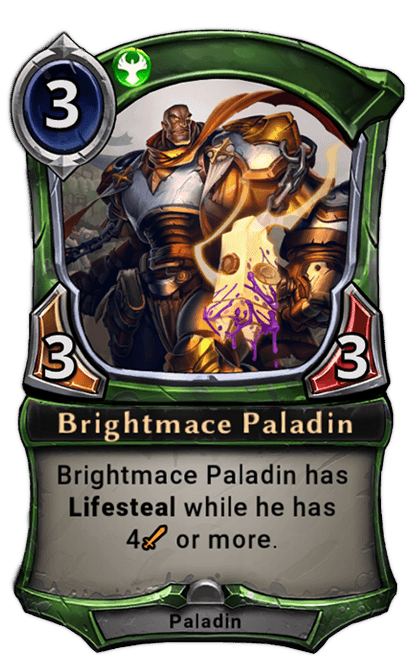 3
3
3
Brightmace Paladin
Brightmace Paladin has
Lifesteal while he has
4 or more.
Paladin